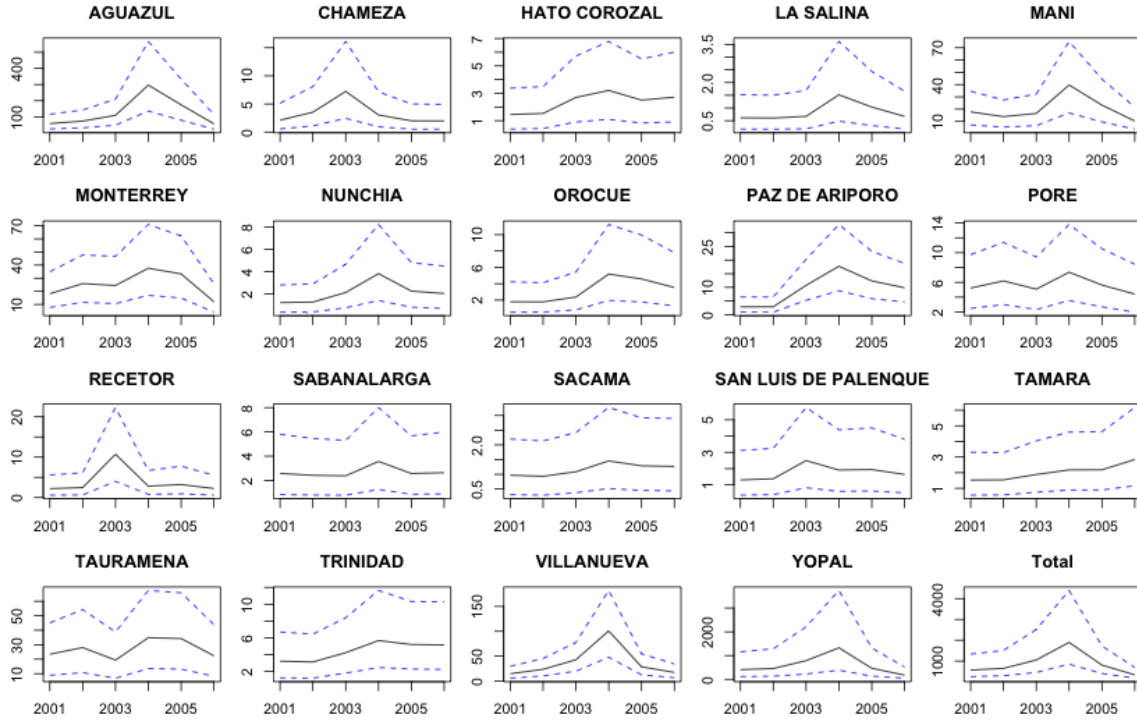 AGUAZUL CHAMEZA HATO COROZAL LA SALINA MANI
100 400 0 5 10 1 3 5 7 0.5 2.0 3.5 10 40 70
2001 2003 2005 2001 2003 2005 2001 2003 2005 2001 2003 2005 2001 2003 2005
MONTERREY NUNCHIA OROCUE PAZ DE ARIPORO PORE
10 40 70 2 4 6 8 2 6 10 0 10 25 2 6 10 14
2001 2003 2005 2001 2003 2005 2001 2003 2005 2001 2003 2005 2001 2003 2005
RECETOR SABANALARGA SACAMA SAN LUIS DE PALENQUE TAMARA
0 10 20 2 4 6 8 0.5 2.0 1 3 5 1 3 5
2001 2003 2005 2001 2003 2005 2001 2003 2005 2001 2003 2005 2001 2003 2005
TAURAMENA TRINIDAD VILLANUEVA YOPAL Total
10 30 50 2 6 10 0 50 150 0 2000 1000 4000
2001 2003 2005 2001 2003 2005 2001 2003 2005 2001 2003 2005 2001 2003 2005